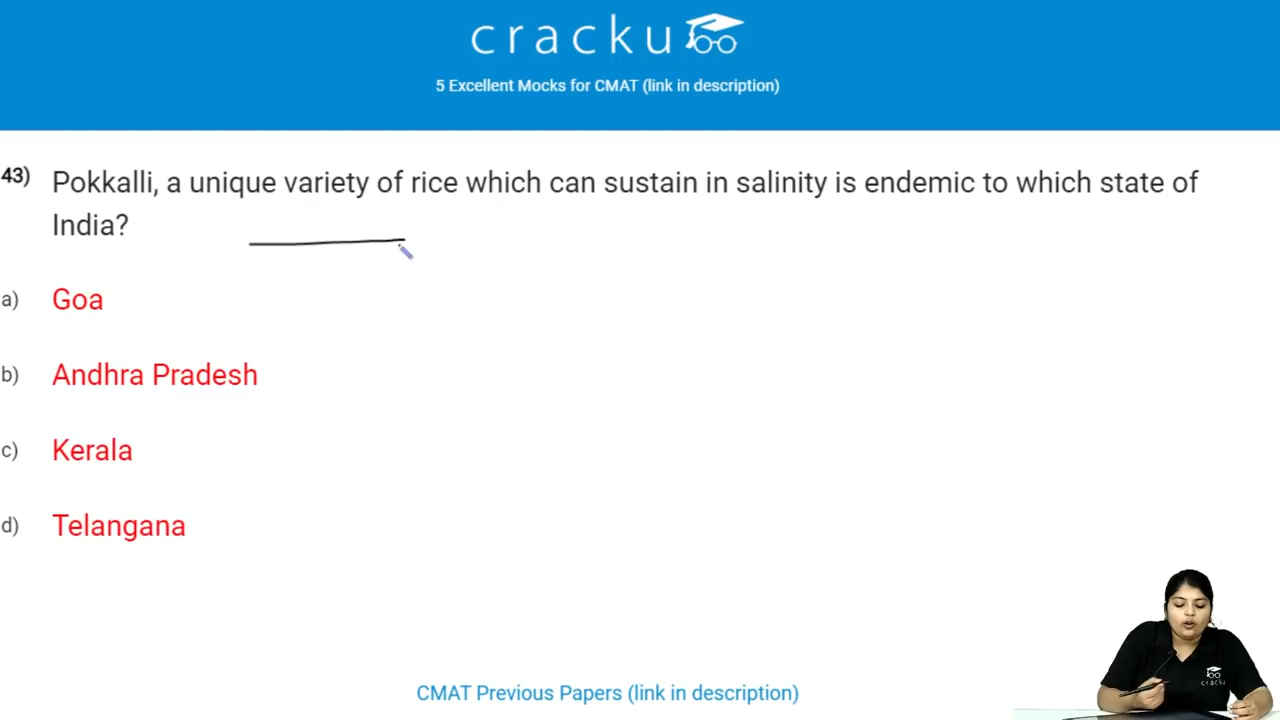 cracku
5 Excellent Mocks for CMAT (link in description)
43) Pokkalli, a unique variety of rice which can sustain in salinity is endemic to which state of
India?
a) Goa
b) Andhra Pradesh
c) Kerala
d) Telangana
cracku
CMAT Previous Papers (link in description)